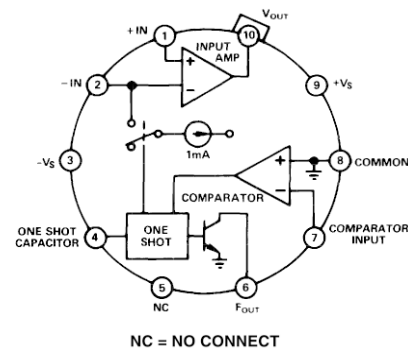 VOUT
+ IN
1
10
INPUT
AMP
+
−
− IN
2
9
+VS
1mA
−VS
3
8
COMMON
+
−
COMPARATOR
ONE SHOT
CAPACITOR
4
ONE
SHOT
7
COMPARATOR
INPUT
5
6
NC
FOUT
NC = NO CONNECT